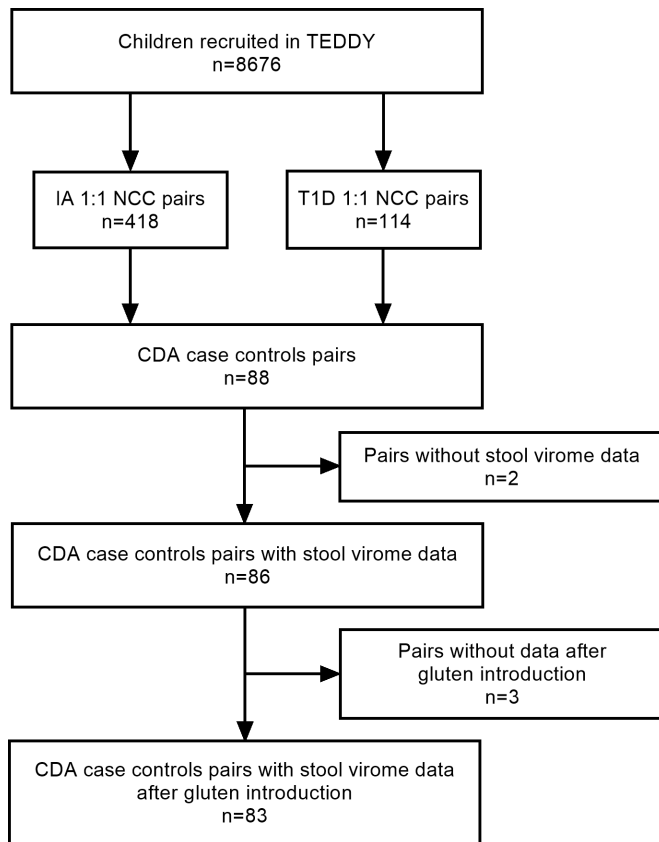 Children recruited in TEDDY
n=8676
IA 1:1 NCC pairs
n=418
T1D 1:1 NCC pairs
n=114
CDA case controls pairs
n=88
Pairs without stool virome data
n=2
CDA case controls pairs with stool virome data
n=86
Pairs without data after
gluten introduction
n=3
CDA case controls pairs with stool virome data
after gluten introduction
n=83